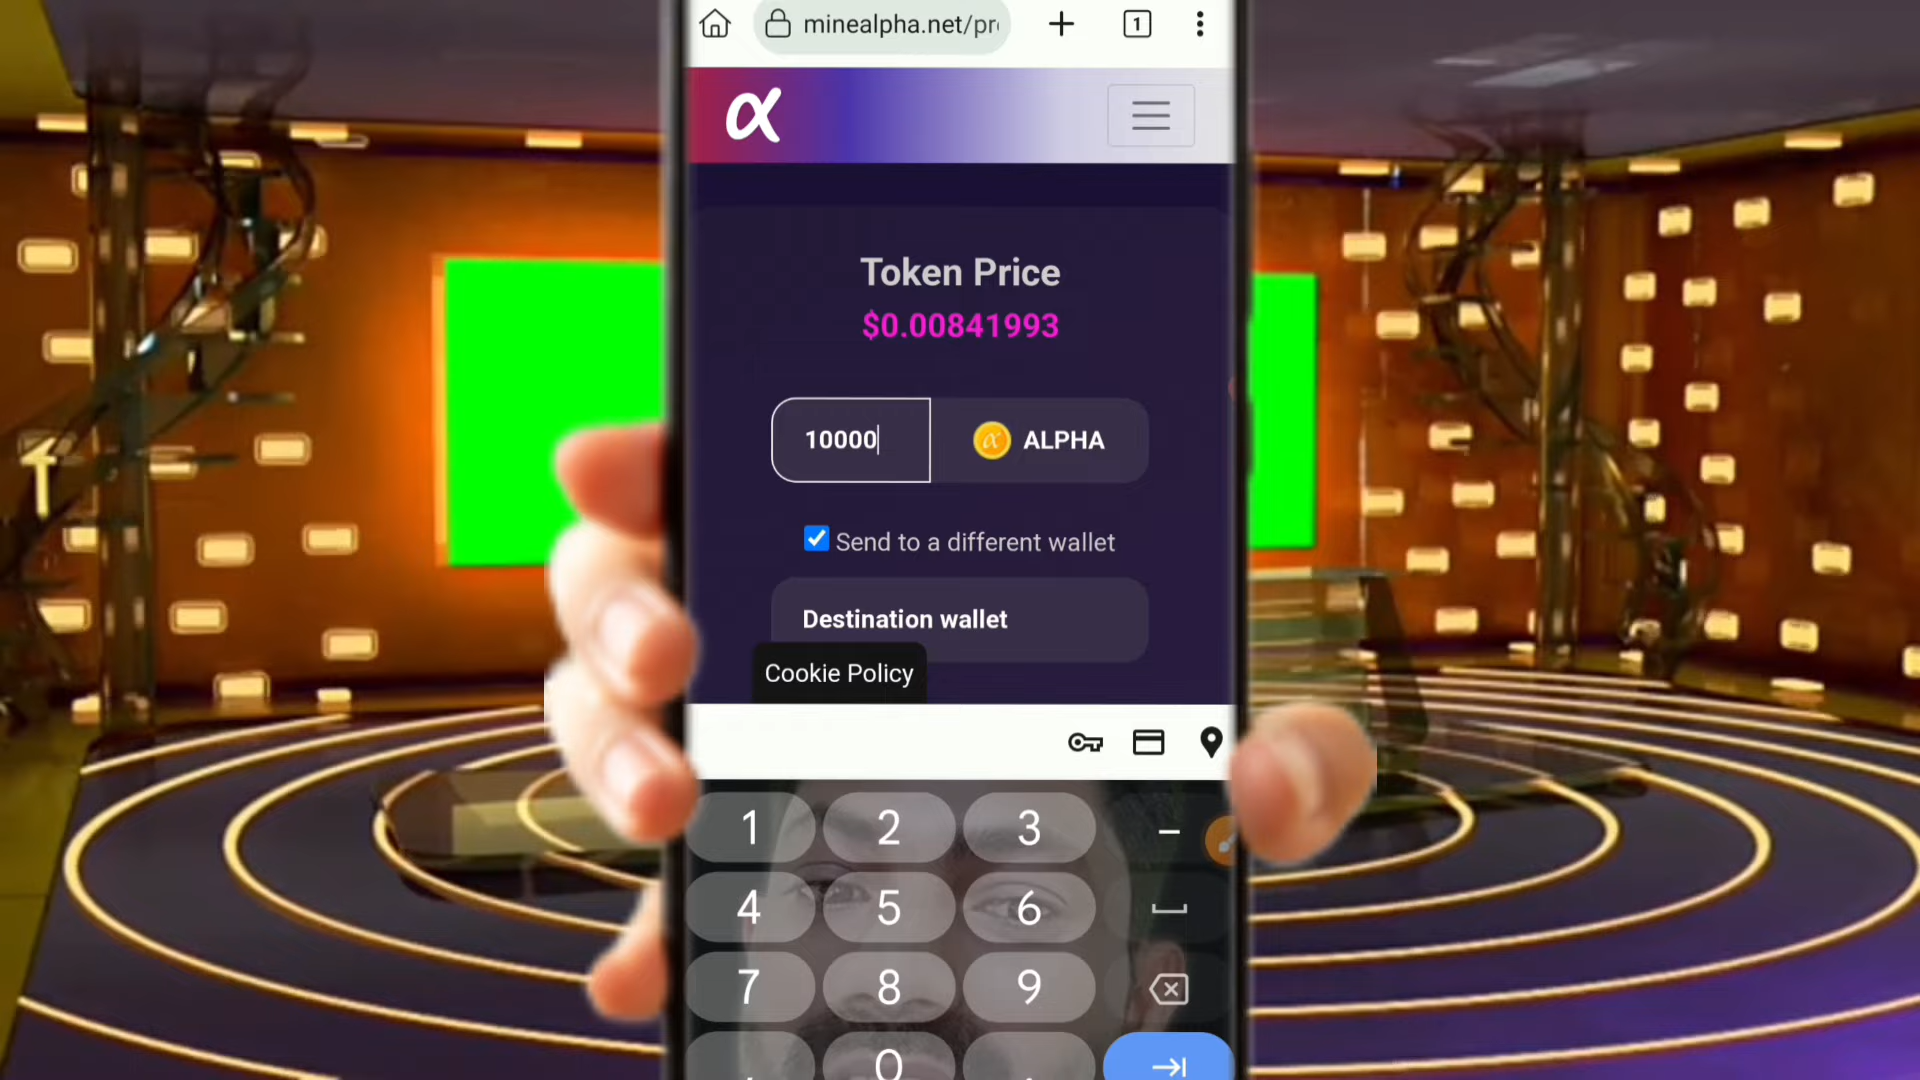 minealpha.net/pr
1
α
Token Price
$0.00841993
10000
α ALPHA
Send to a different wallet
Destination wallet
Cookie Policy
1 2 3 –
4 5 6
7 8 9
0